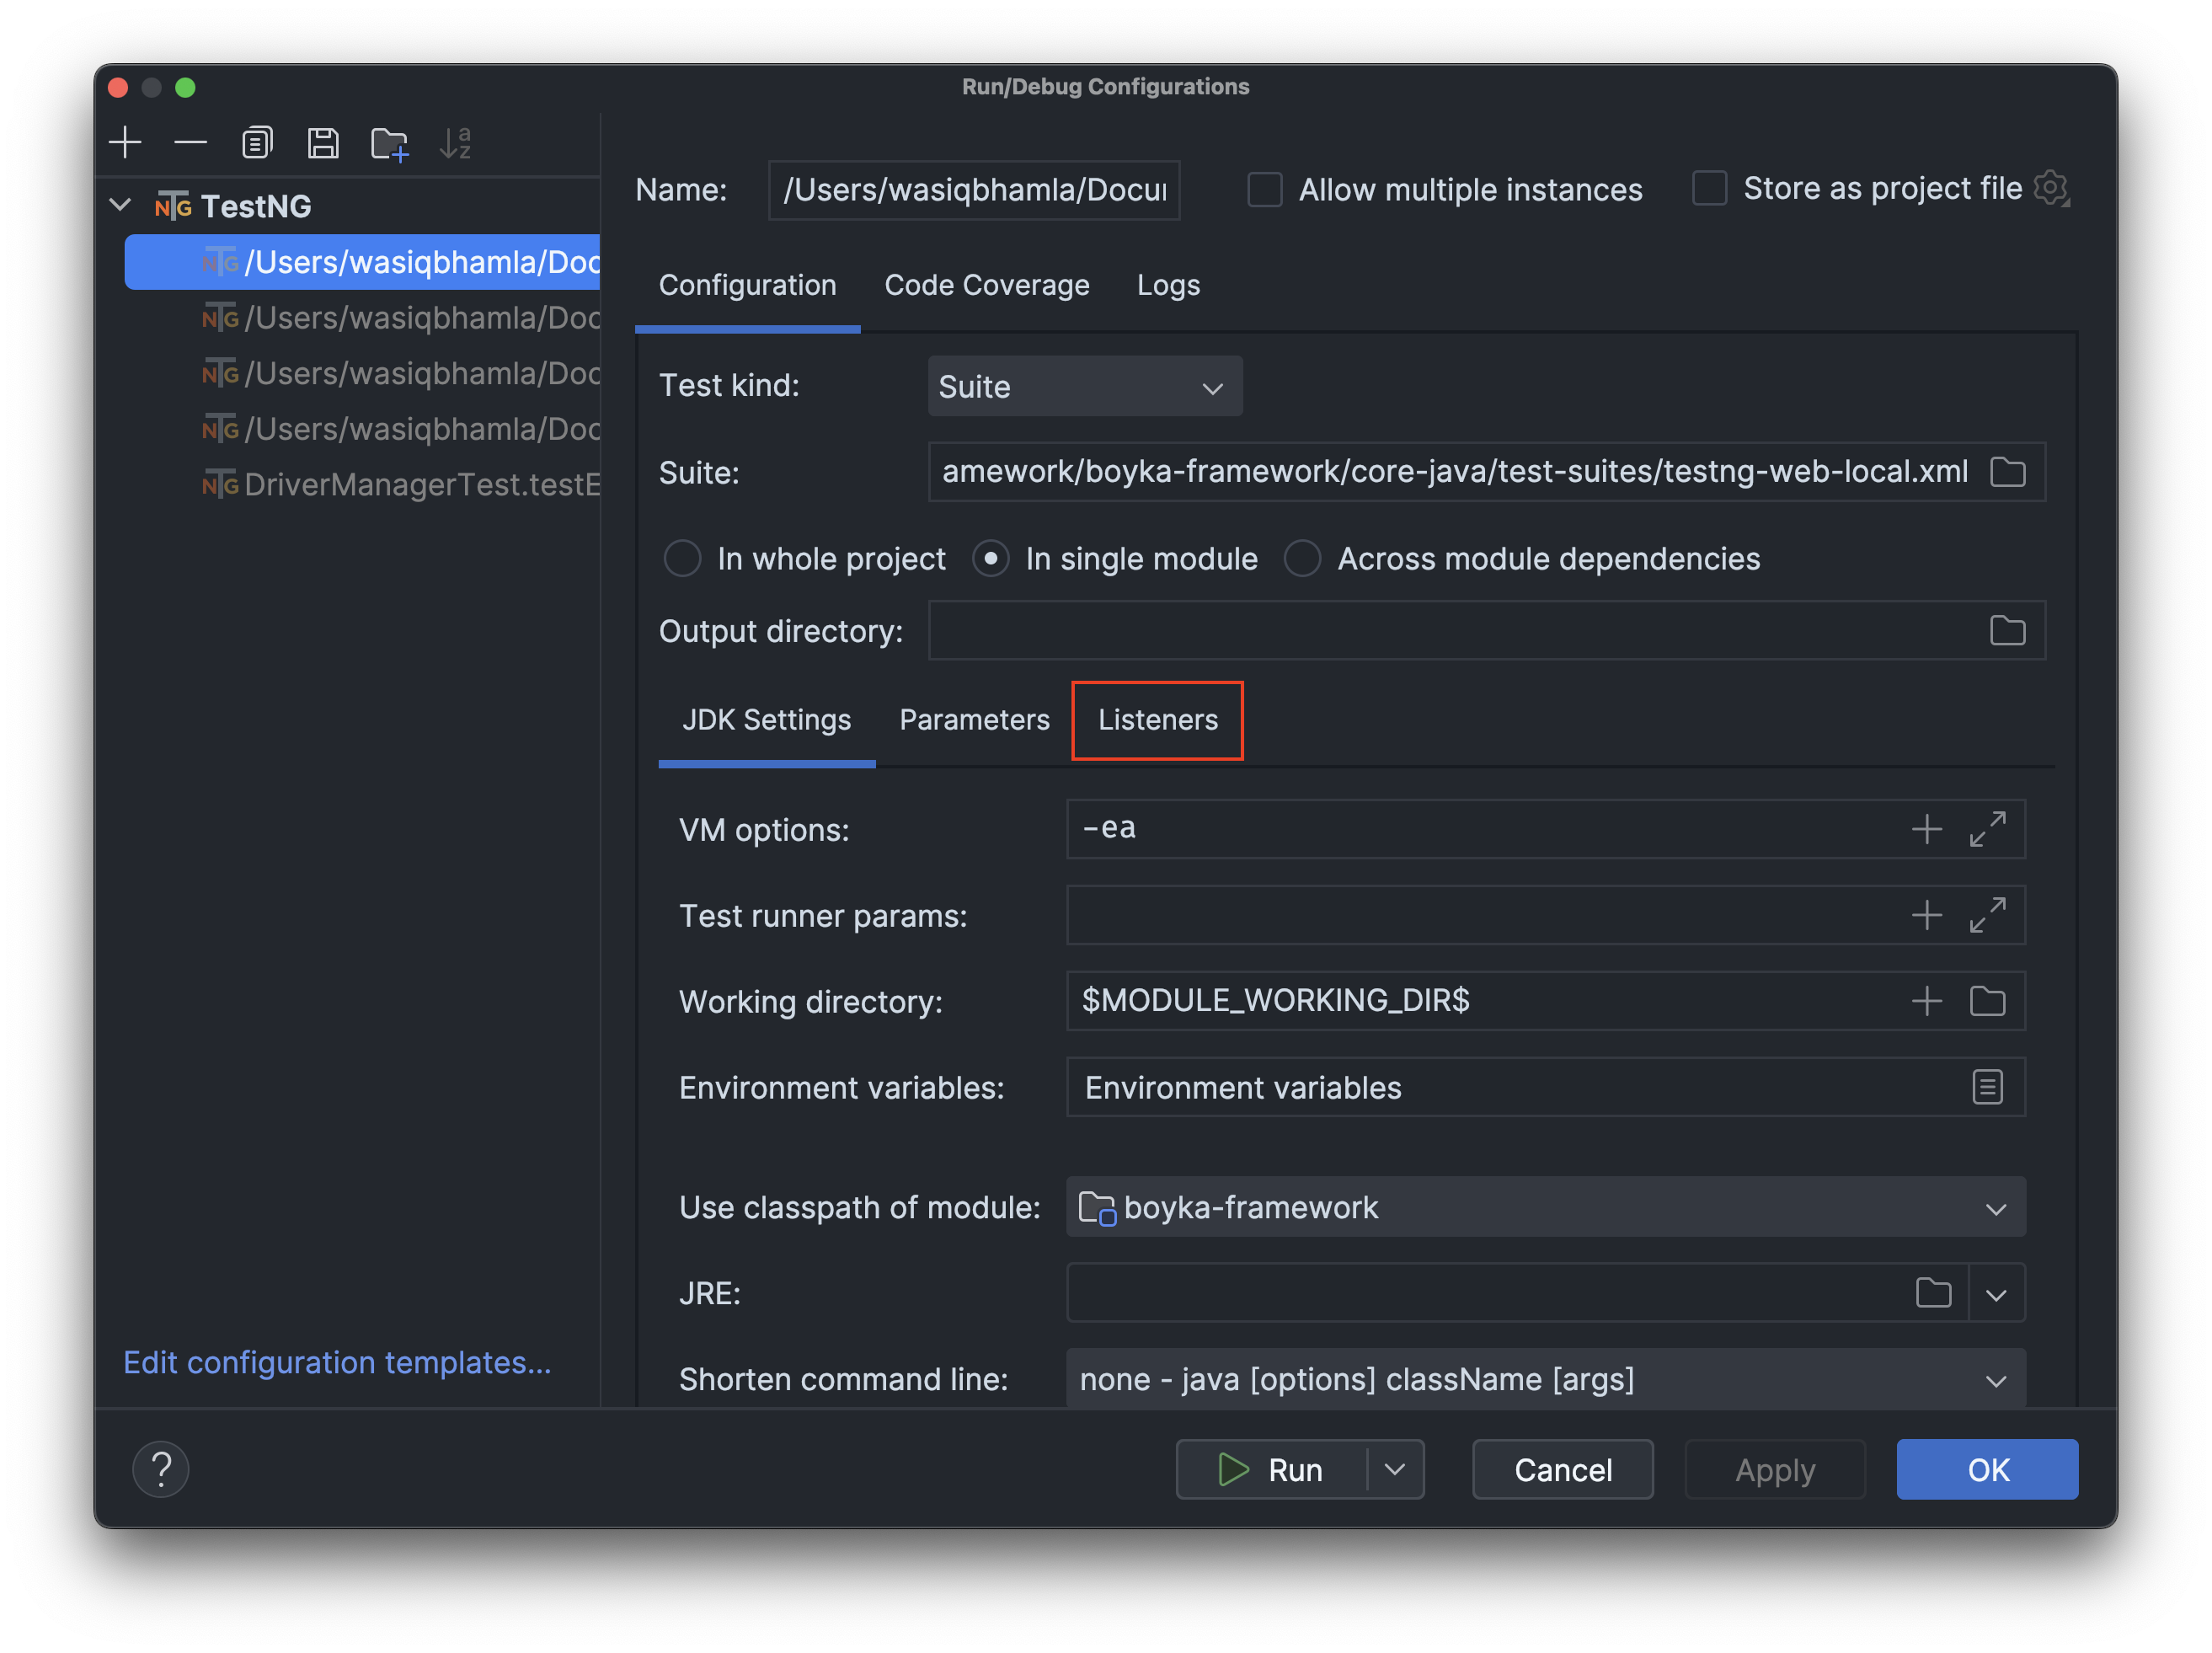 Run/Debug Configurations
TestNG
/Users/wasiqbhamla/Doc
/Users/wasiqbhamla/Doc
/Users/wasiqbhamla/Doc
/Users/wasiqbhamla/Doc
DriverManagerTest.testE
Edit configuration templates...
Name: /Users/wasiqbhamla/Docu Allow multiple instances Store as project file
Configuration Code Coverage Logs
Test kind: Suite
Suite: amework/boyka-framework/core-java/test-suites/testng-web-local.xml
In whole project In single module Across module dependencies
Output directory:
JDK Settings Parameters Listeners
VM options: -ea
Test runner params:
Working directory: $MODULE_WORKING_DIR$
Environment variables: Environment variables
Use classpath of module: boyka-framework
JRE:
Shorten command line: none - java [options] className [args]
? Run Cancel Apply OK